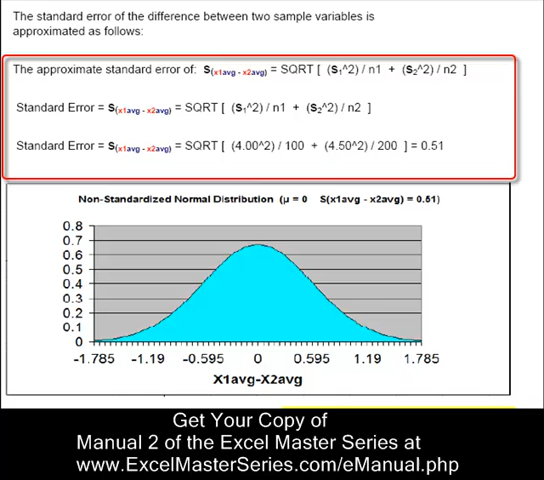 The standard error of the difference between two sample variables is
approximated as follows:
The approximate standard error of: S(x1avg - x2avg) = SQRT [ (S1^2) / n1 + (S2^2) / n2 ]
Standard Error = S(x1avg - x2avg) = SQRT [ (S1^2) / n1 + (S2^2) / n2 ]
Standard Error = S(x1avg - x2avg) = SQRT [ (4.00^2) / 100 + (4.50^2) / 200 ] = 0.51
Non-Standardized Normal Distribution (µ = 0 S(x1avg - x2avg) = 0.51)
0.8
0.7
0.6
0.5
0.4
0.3
0.2
0.1
0
-1.785 -1.19 -0.595 0 0.595 1.19 1.785
X1avg-X2avg
Get Your Copy of
Manual 2 of the Excel Master Series at
www.ExcelMasterSeries.com/eManual.php